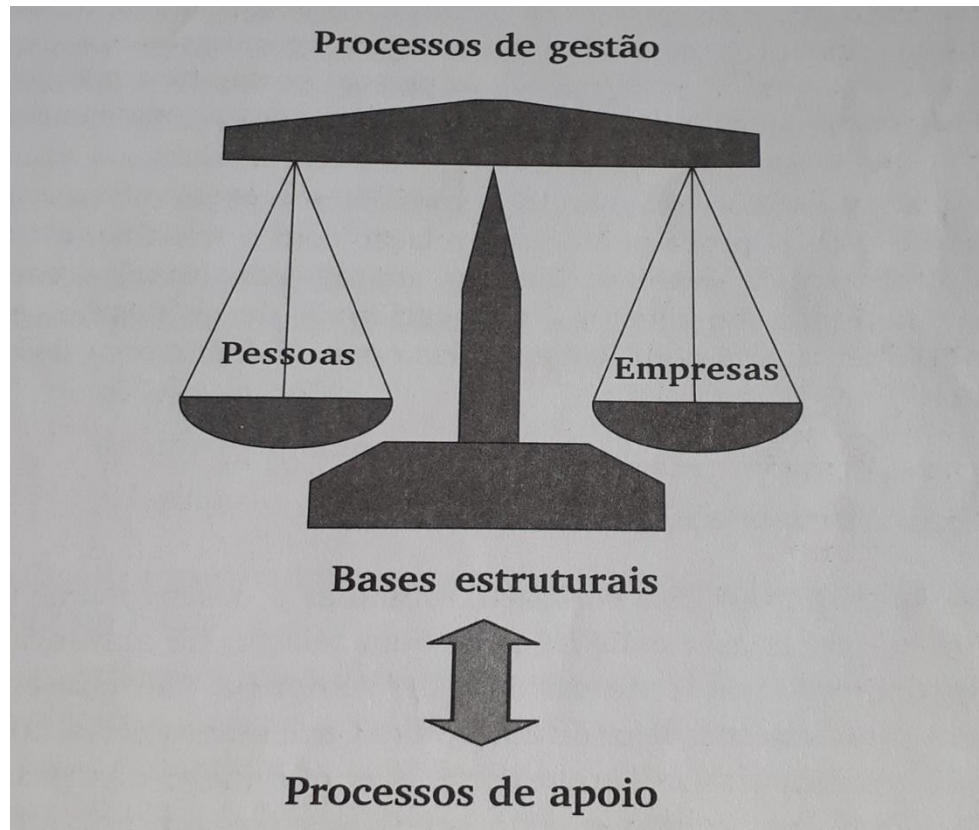 Processos de gestão
Pessoas
Empresas
Bases estruturais
Processos de apoio